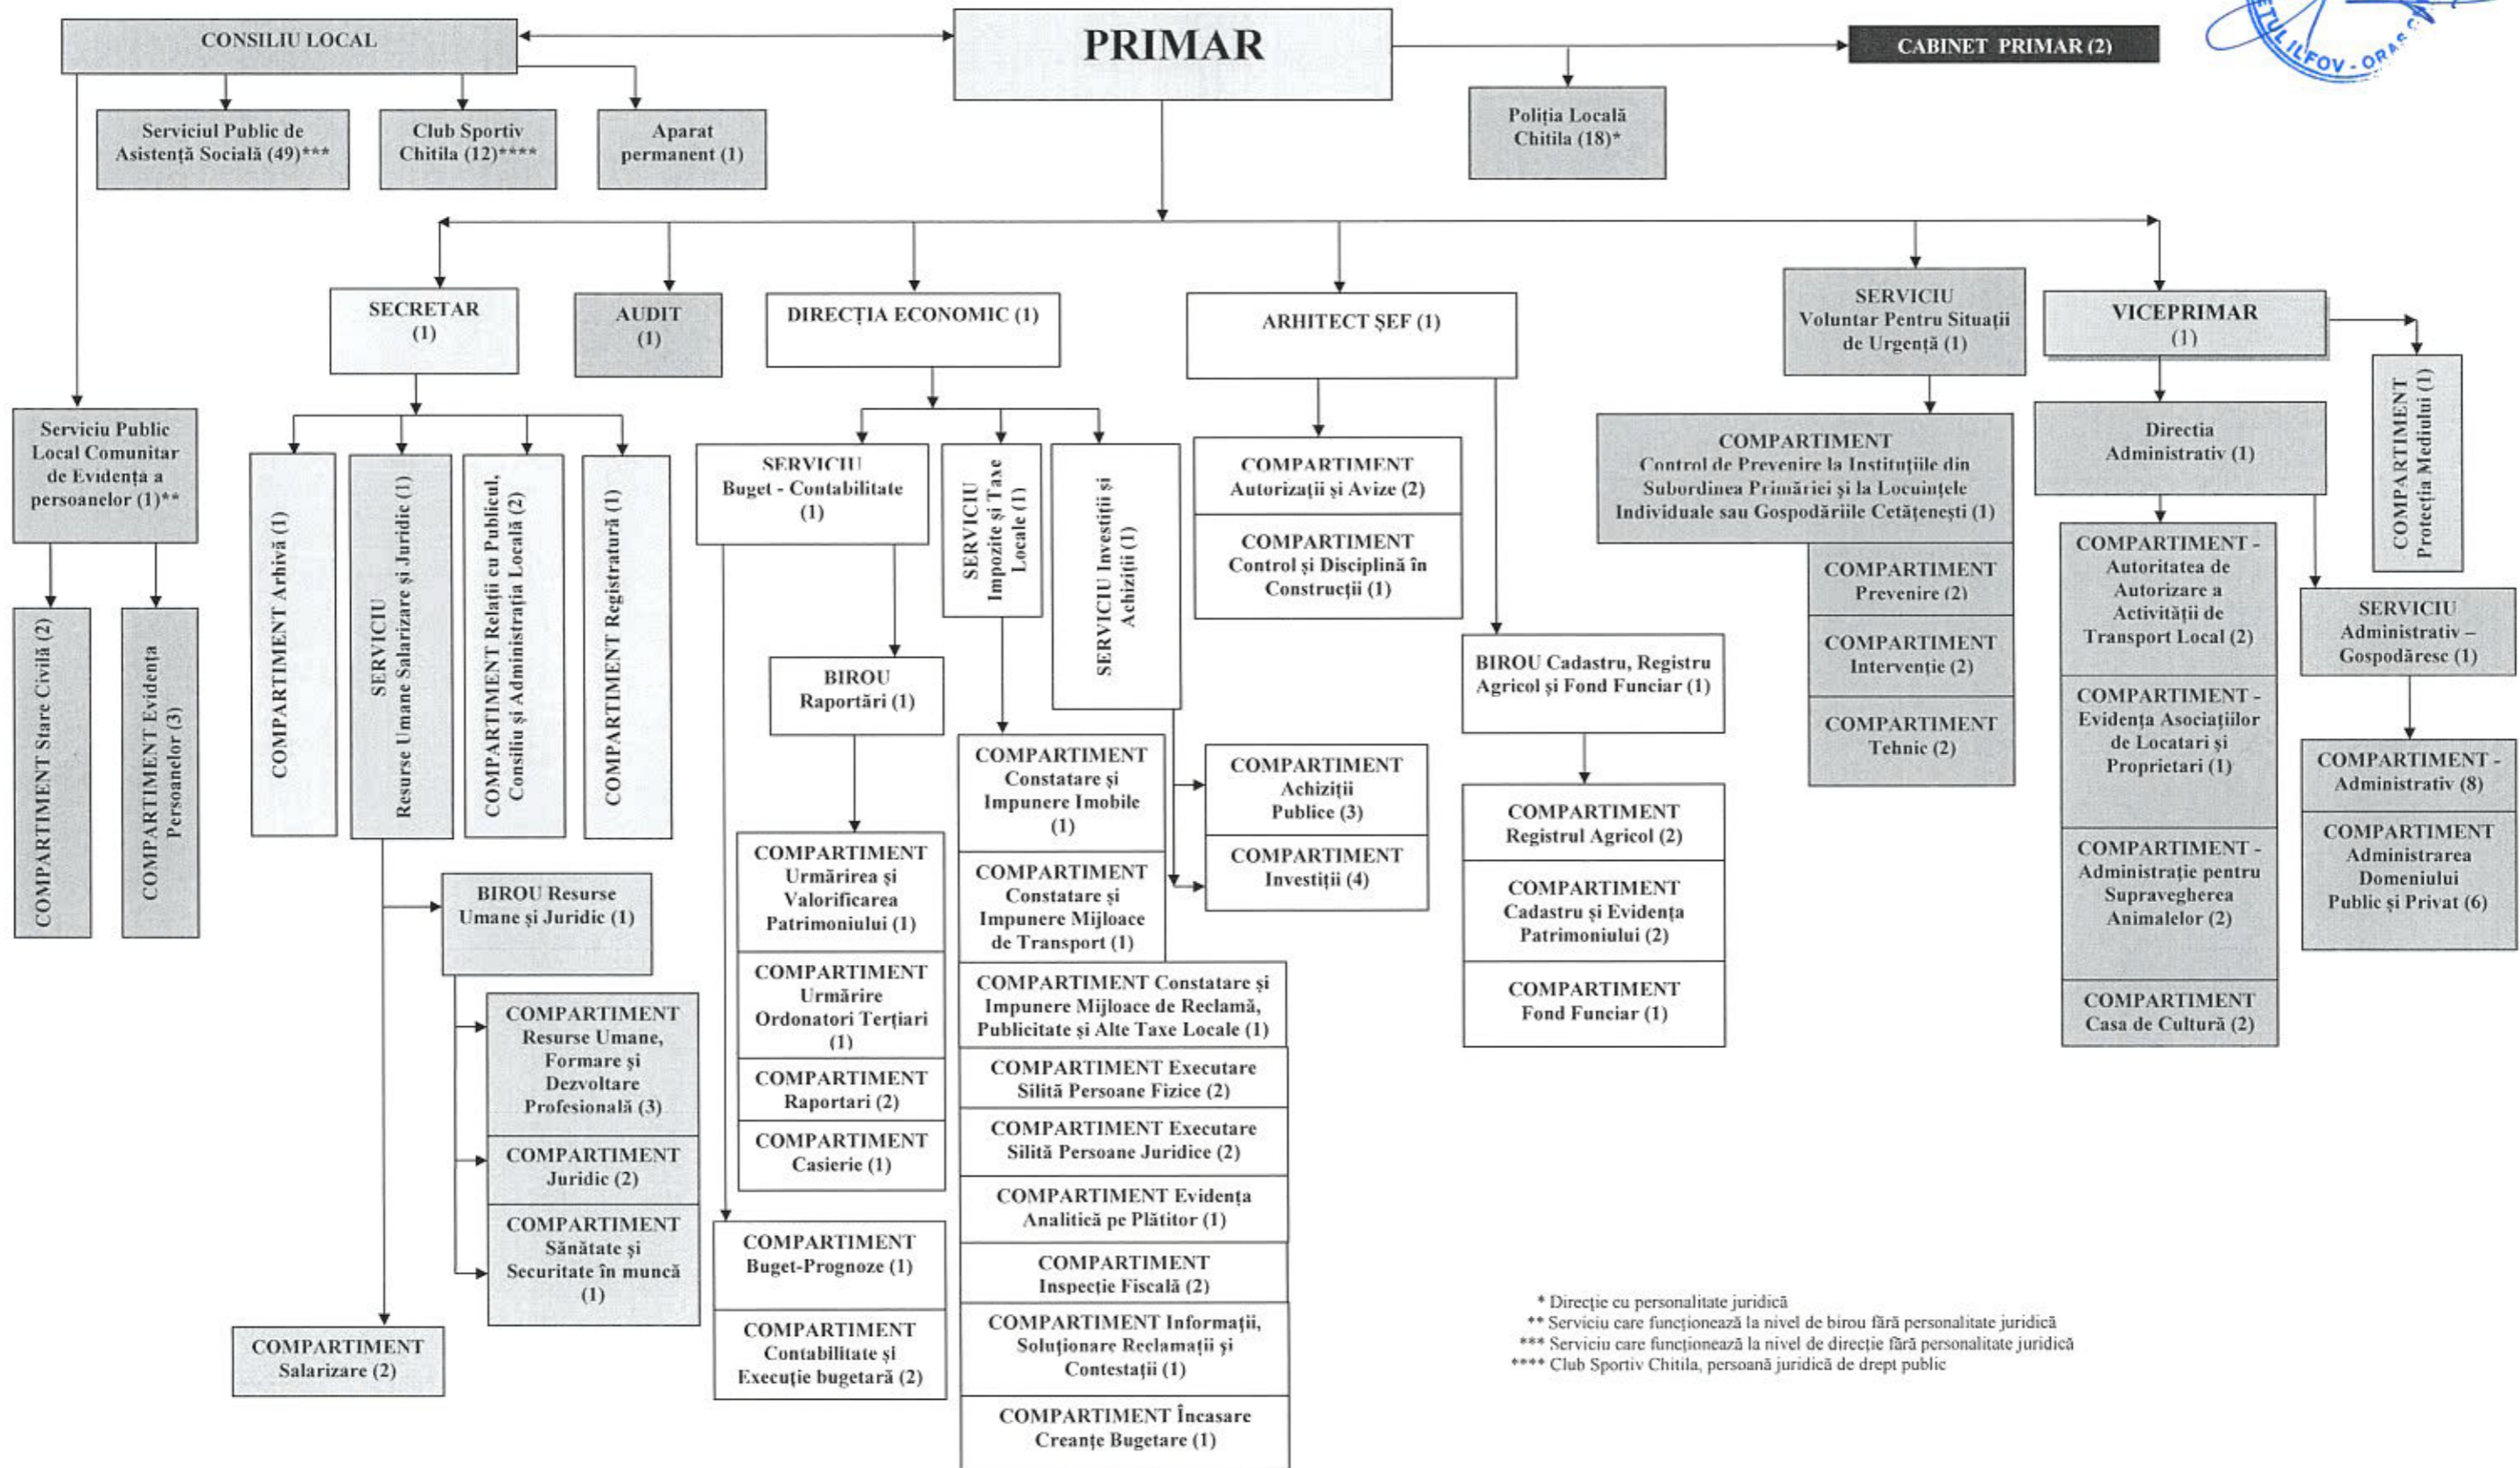 CONSILIU LOCAL
PRIMAR
CABINET PRIMAR (2)
ETUL ILFOV - ORAȘ
Serviciul Public de
Asistență Socială (49)***
Club Sportiv
Chitila (12)****
Aparat
permanent (1)
Poliția Locală
Chitila (18)*
SECRETAR
(1)
AUDIT
(1)
DIRECȚIA ECONOMIC (1)
ARHITECT ȘEF (1)
SERVICIU
Voluntar Pentru Situații
de Urgență (1)
VICEPRIMAR
(1)
COMPARTIMENT
Protecția Mediului (1)
Serviciu Public
Local Comunitar
de Evidență a
persoanelor (1)**
COMPARTIMENT Stare Civilă (2)
COMPARTIMENT Evidența
Persoanelor (3)
COMPARTIMENT Arhivă (1)
SERVICIU
Resurse Umane Salarizare și Juridic (1)
COMPARTIMENT Relații cu Publicul,
Consiliu și Administrația Locală (2)
COMPARTIMENT Registratură (1)
BIROU Resurse
Umane și Juridic (1)
COMPARTIMENT
Resurse Umane,
Formare și
Dezvoltare
Profesională (3)
COMPARTIMENT
Juridic (2)
COMPARTIMENT
Sănătate și
Securitate în muncă
(1)
COMPARTIMENT
Salarizare (2)
SERVICIU
Buget - Contabilitate
(1)
SERVICIU
Impozite și Taxe
Locale (1)
SERVICIU Investiții și
Achiziții (1)
BIROU
Raportări (1)
COMPARTIMENT
Urmărirea și
Valorificarea
Patrimoniului (1)
COMPARTIMENT
Urmărire
Ordonatori Terțiari
(1)
COMPARTIMENT
Raportari (2)
COMPARTIMENT
Casierie (1)
COMPARTIMENT
Buget-Prognoze (1)
COMPARTIMENT
Contabilitate și
Execuție bugetară (2)
COMPARTIMENT
Constatare și
Impunere Imobile
(1)
COMPARTIMENT
Constatare și
Impunere Mijloace
de Transport (1)
COMPARTIMENT Constatare și
Impunere Mijloace de Reclamă,
Publicitate și Alte Taxe Locale (1)
COMPARTIMENT Executare
Silită Persoane Fizice (2)
COMPARTIMENT Executare
Silită Persoane Juridice (2)
COMPARTIMENT Evidența
Analitică pe Plătitor (1)
COMPARTIMENT
Inspecție Fiscală (2)
COMPARTIMENT Informații,
Soluționare Reclamații și
Contestații (1)
COMPARTIMENT Încasare
Creanțe Bugetare (1)
COMPARTIMENT
Achiziții
Publice (3)
COMPARTIMENT
Investiții (4)
COMPARTIMENT
Autorizații și Avize (2)
COMPARTIMENT
Control și Disciplină în
Construcții (1)
BIROU Cadastru, Registru
Agricol și Fond Funciar (1)
COMPARTIMENT
Registrul Agricol (2)
COMPARTIMENT
Cadastru și Evidența
Patrimoniului (2)
COMPARTIMENT
Fond Funciar (1)
COMPARTIMENT
Control de Prevenire la Instituțiile din
Subordinea Primăriei și la Locuințele
Individuale sau Gospodăriile Cetățenești (1)
COMPARTIMENT
Prevenire (2)
COMPARTIMENT
Intervenție (2)
COMPARTIMENT
Tehnic (2)
Directia
Administrativ (1)
COMPARTIMENT -
Autoritatea de
Autorizare a
Activității de
Transport Local (2)
COMPARTIMENT -
Evidența Asociațiilor
de Locatari și
Proprietari (1)
COMPARTIMENT -
Administrație pentru
Supravegherea
Animalelor (2)
COMPARTIMENT
Casa de Cultură (2)
SERVICIU
Administrativ –
Gospodăresc (1)
COMPARTIMENT -
Administrativ (8)
COMPARTIMENT
Administrarea
Domeniului
Public și Privat (6)
* Direcție cu personalitate juridică
** Serviciu care funcționează la nivel de birou fără personalitate juridică
*** Serviciu care funcționează la nivel de direcție fără personalitate juridică
**** Club Sportiv Chitila, persoană juridică de drept public